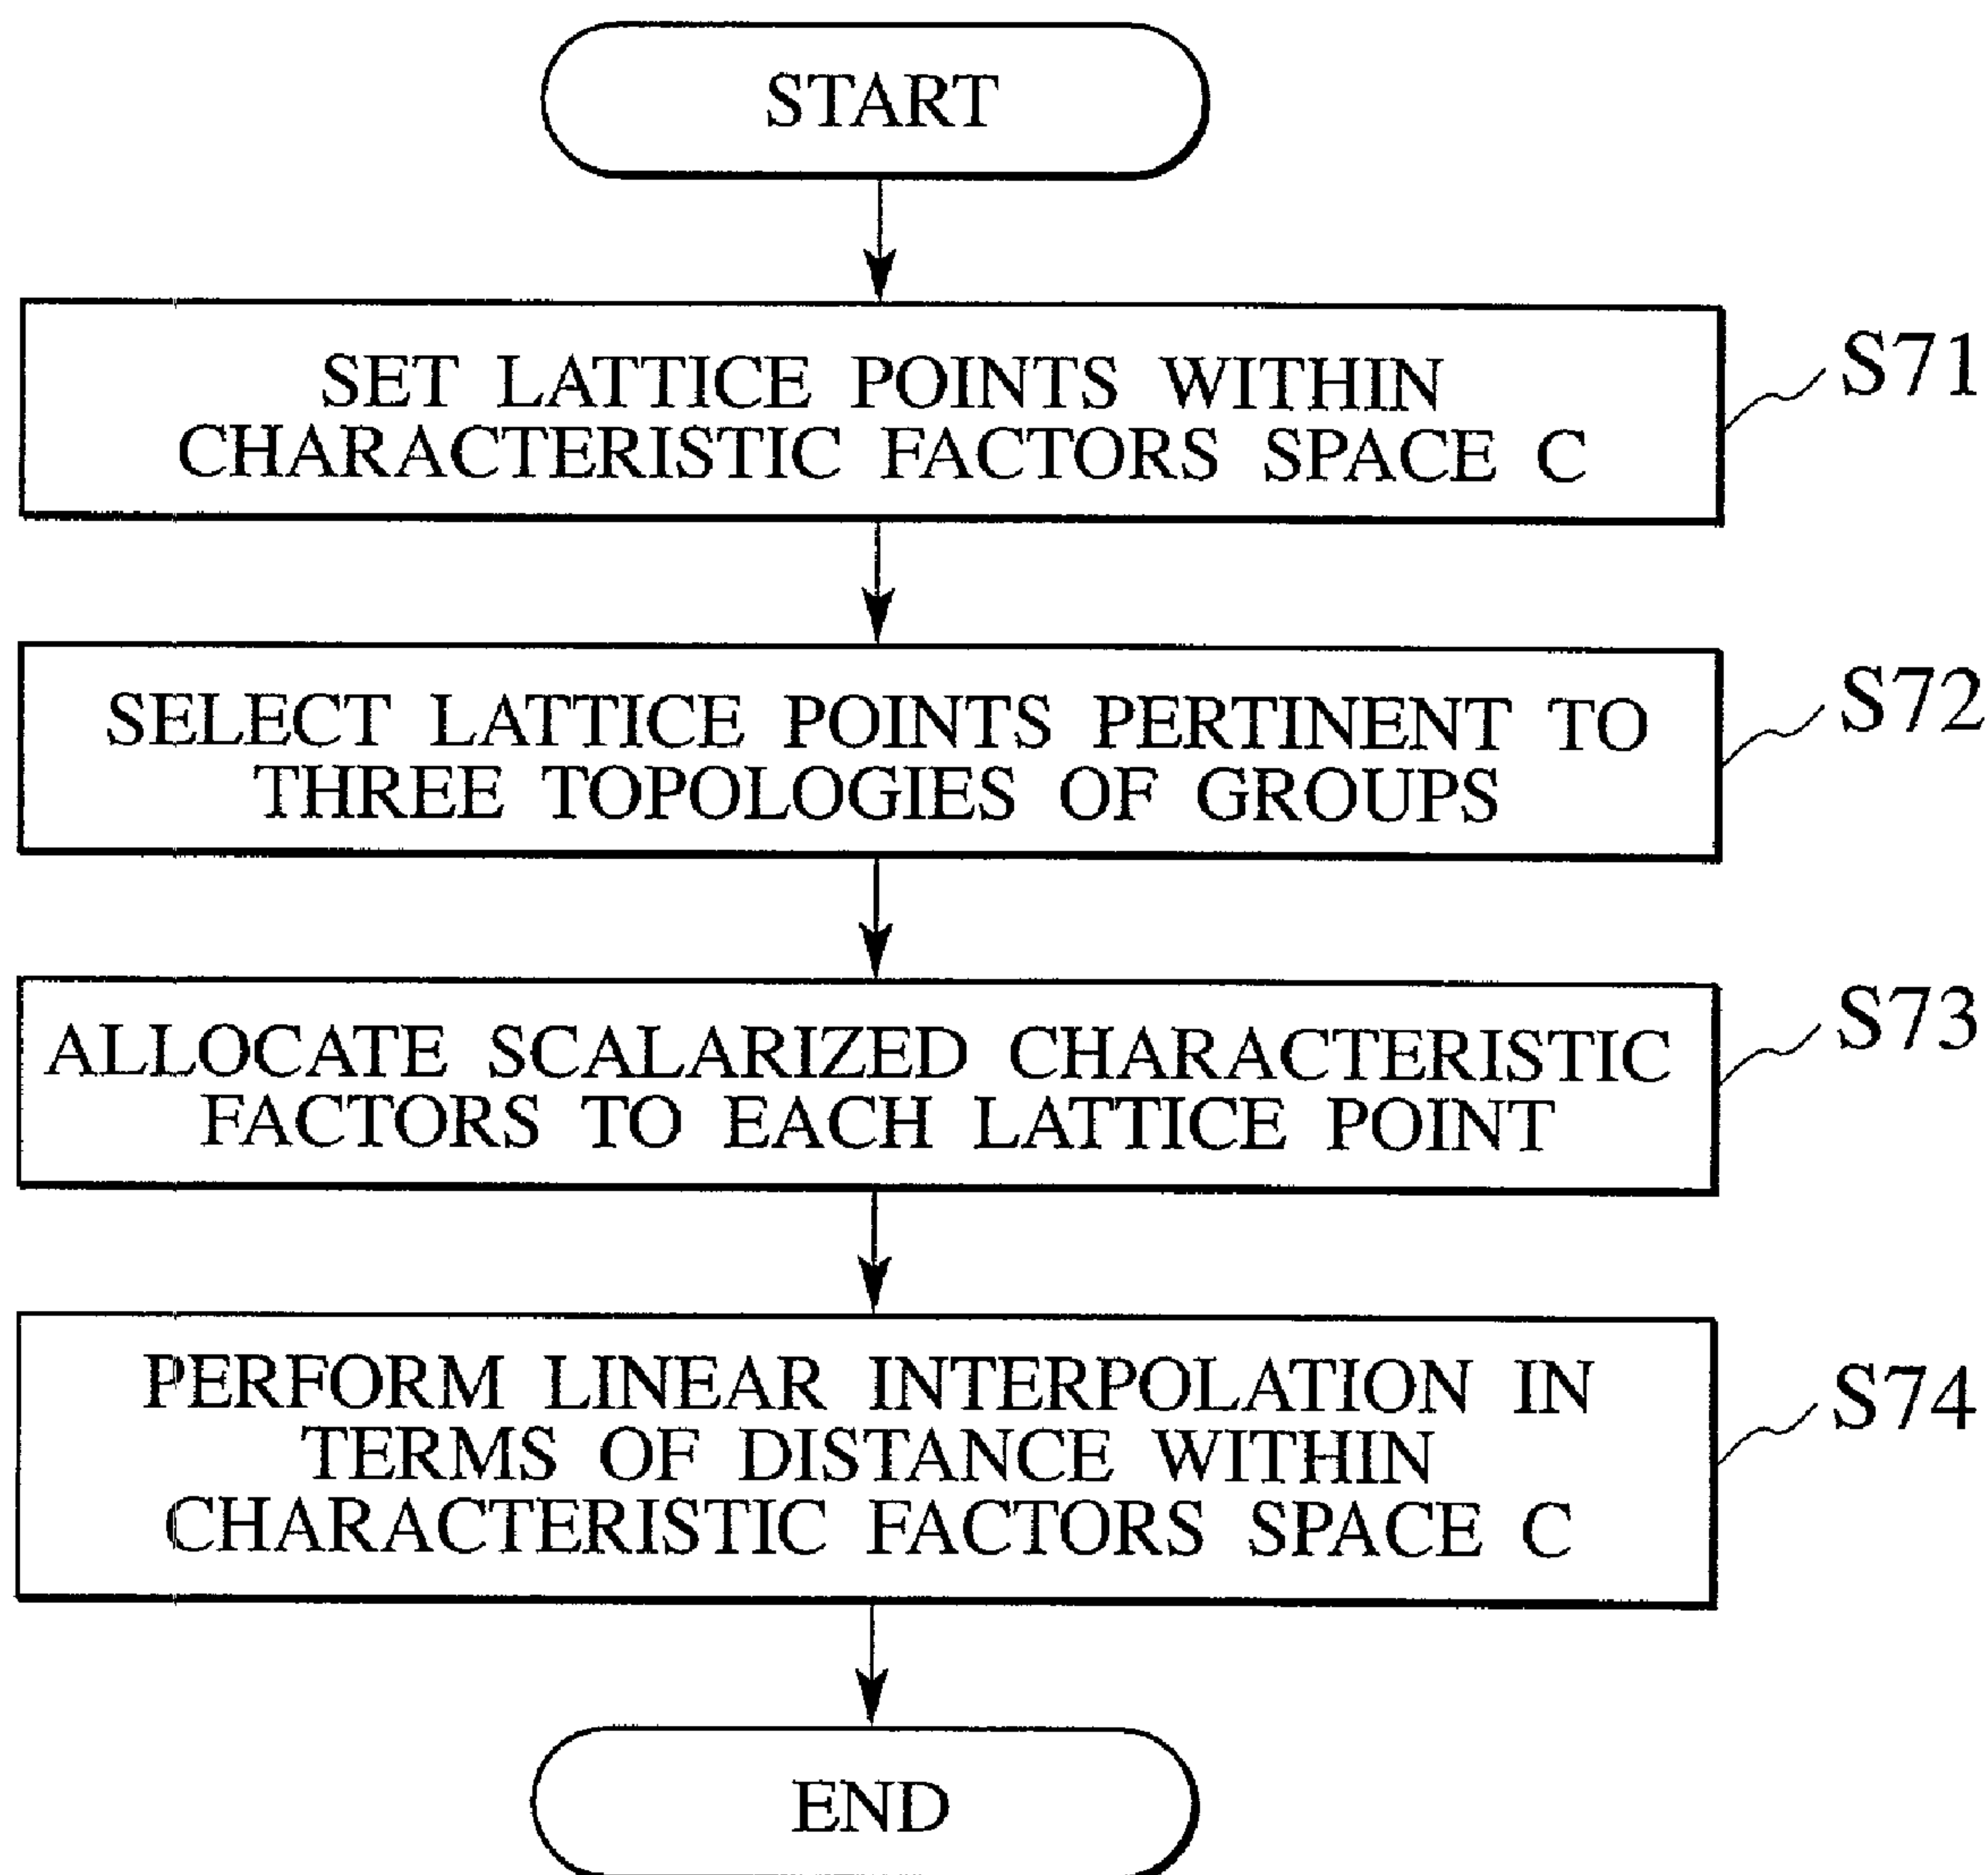 START
SET LATTICE POINTS WITHIN
CHARACTERISTIC FACTORS SPACE C
S71
SELECT LATTICE POINTS PERTINENT TO
THREE TOPOLOGIES OF GROUPS
S72
ALLOCATE SCALARIZED CHARACTERISTIC
FACTORS TO EACH LATTICE POINT
S73
PERFORM LINEAR INTERPOLATION IN
TERMS OF DISTANCE WITHIN
CHARACTERISTIC FACTORS SPACE C
S74
END